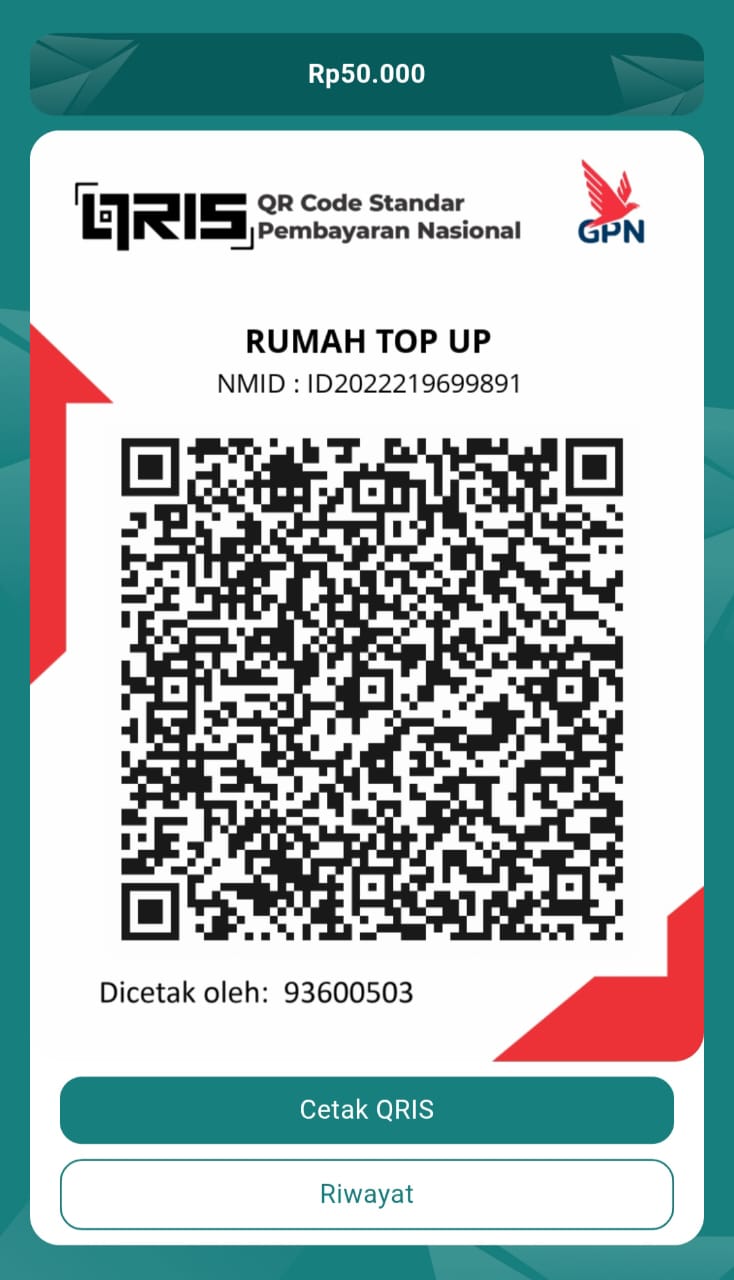 Rp50.000
QRIS QR Code Standar
Pembayaran Nasional
GPN
RUMAH TOP UP
NMID : ID2022219699891
Dicetak oleh: 93600503
Cetak QRIS
Riwayat